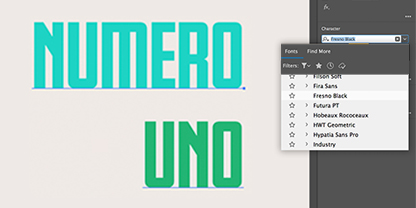 NUMERO
UNO
Character
Fresno Black
Fonts
Find More
Filters:
Filson Soft
Fira Sans
Fresno Black
Futura PT
Hobeaux Rococeaux
HWT Geometric
Hypatia Sans Pro
Industry